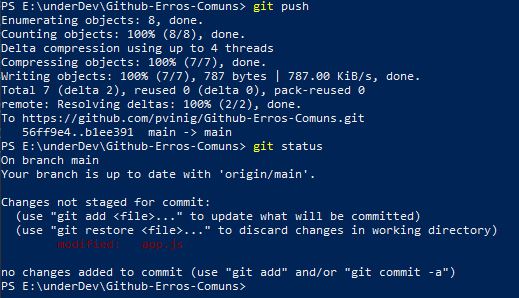 PS E:\underDev\Github-Erros-Comuns> git push
Enumerating objects: 8, done.
Counting objects: 100% (8/8), done.
Delta compression using up to 4 threads
Compressing objects: 100% (7/7), done.
Writing objects: 100% (7/7), 787 bytes | 787.00 KiB/s, done.
Total 7 (delta 2), reused 0 (delta 0), pack-reused 0
remote: Resolving deltas: 100% (2/2), done.
To https://github.com/pvinig/Github-Erros-Comuns.git
   56ff9e4..b1ee391  main -> main
PS E:\underDev\Github-Erros-Comuns> git status
On branch main
Your branch is up to date with 'origin/main'.

Changes not staged for commit:
  (use "git add <file>..." to update what will be committed)
  (use "git restore <file>..." to discard changes in working directory)
        modified:   app.js

no changes added to commit (use "git add" and/or "git commit -a")
PS E:\underDev\Github-Erros-Comuns>